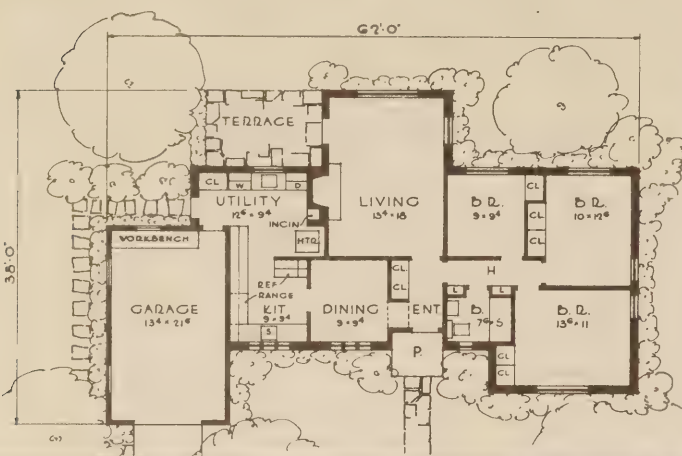 62'-0"
38'-0"
TERRACE
CL
W
D
UTILITY
12⁶ × 9⁴
INCIN
HTR
LIVING
13⁴ × 18
B.R.
9 × 9⁴
CL
CL
CL
B.R.
10 × 12⁶
WORKBENCH
GARAGE
13⁴ × 21⁶
REF
RANGE
KIT
9 × 9⁴
S
DINING
9 × 9⁴
CL
CL
ENT.
P.
H
L
L
B.
7⁶ × 5
B.R.
13⁶ × 11
CL
CL